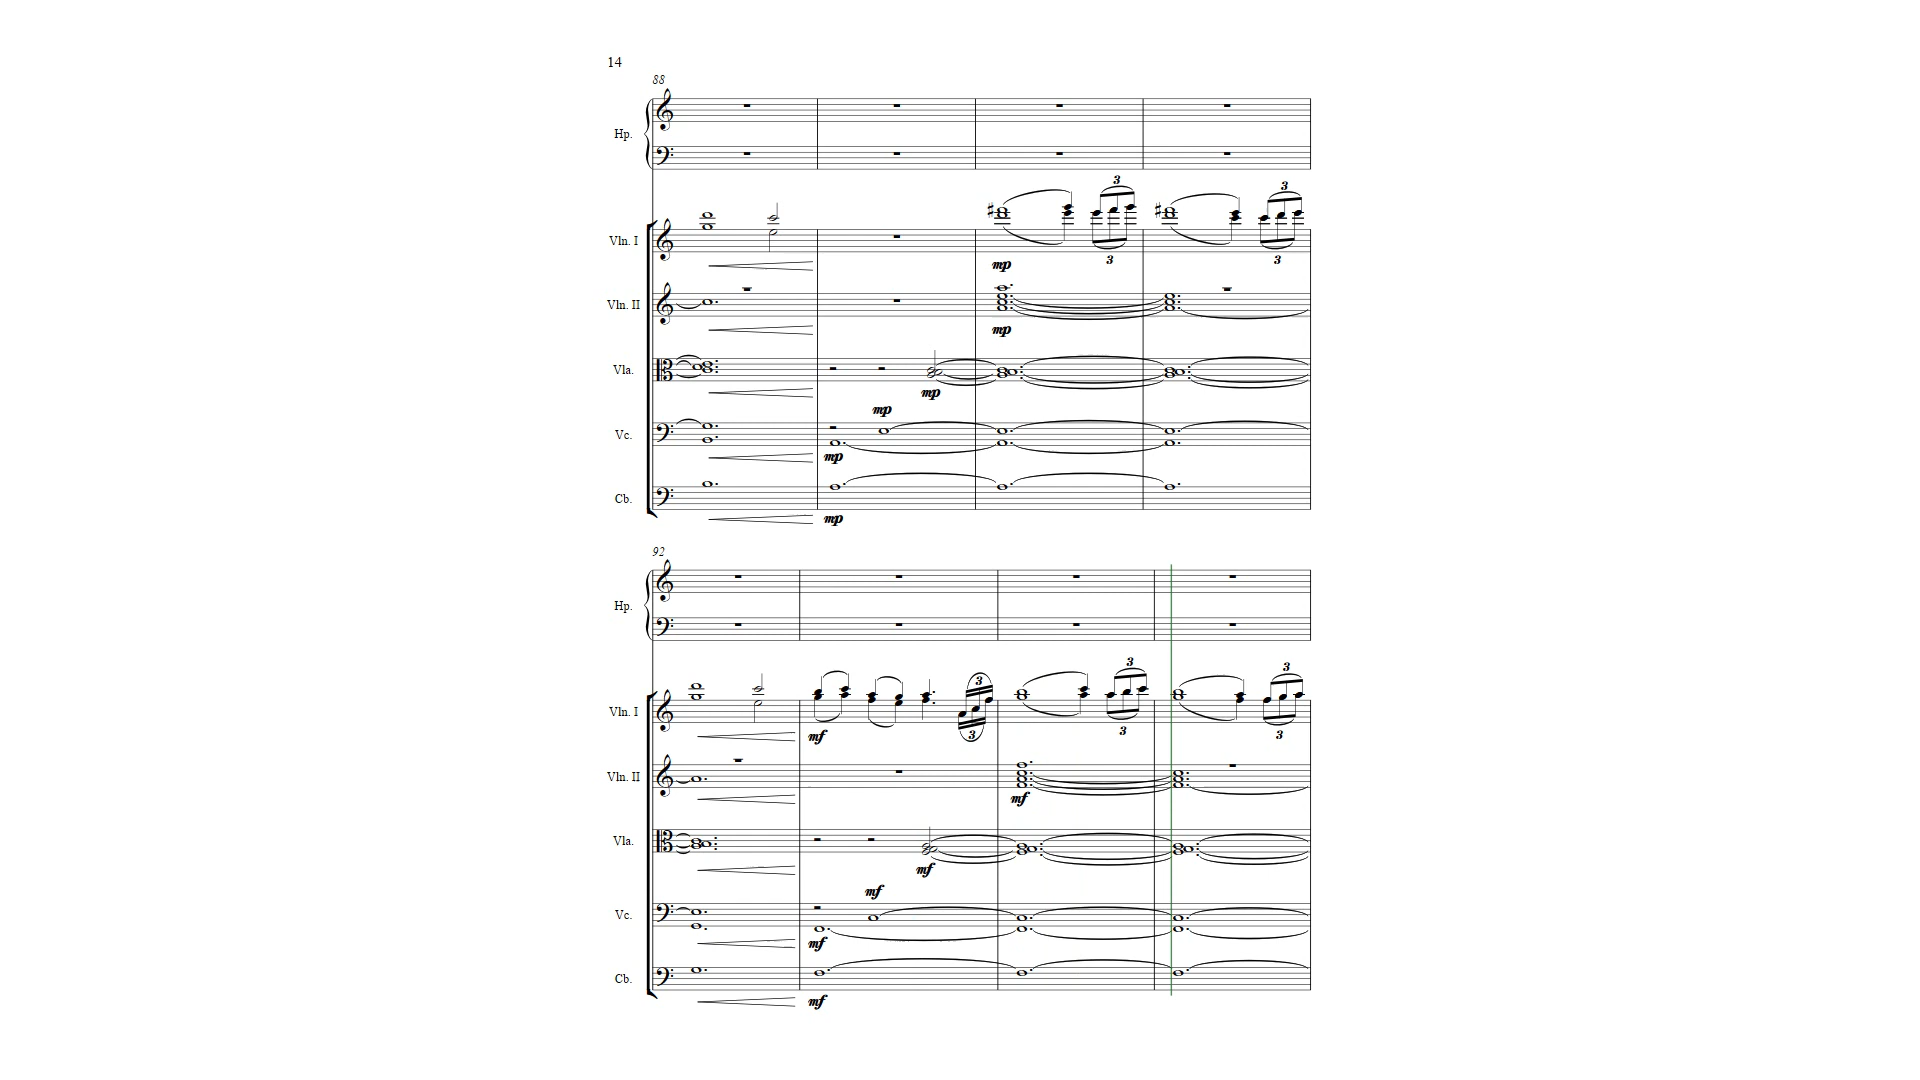 14
88
Hp.
3 3
Vln. I
3 3
mp
Vln. II
mp
Vla.
mp
mp
Vc.
mp
Cb.
mp
92
Hp.
3 3 3
Vln. I
3 3 3
mf
Vln. II
mf
Vla.
mf
mf
Vc.
mf
Cb.
mf